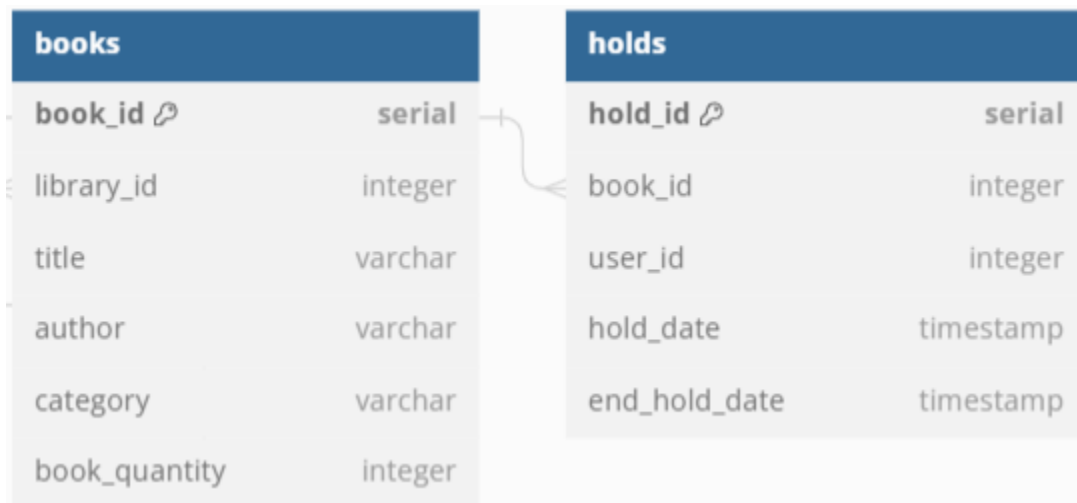 books
book_id serial
library_id integer
title varchar
author varchar
category varchar
book_quantity integer
holds
hold_id serial
book_id integer
user_id integer
hold_date timestamp
end_hold_date timestamp